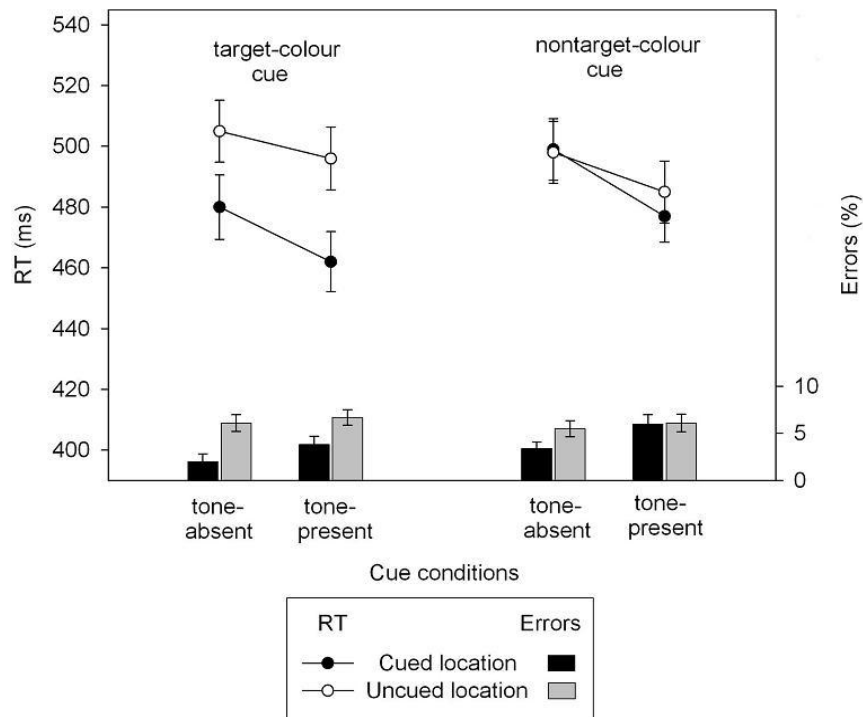 target-colour
cue
nontarget-colour
cue
540
520
500
480
460
440
420
400
RT (ms)
10
5
0
Errors (%)
tone-
absent
tone-
present
tone-
absent
tone-
present
Cue conditions
RT Errors
Cued location
Uncued location